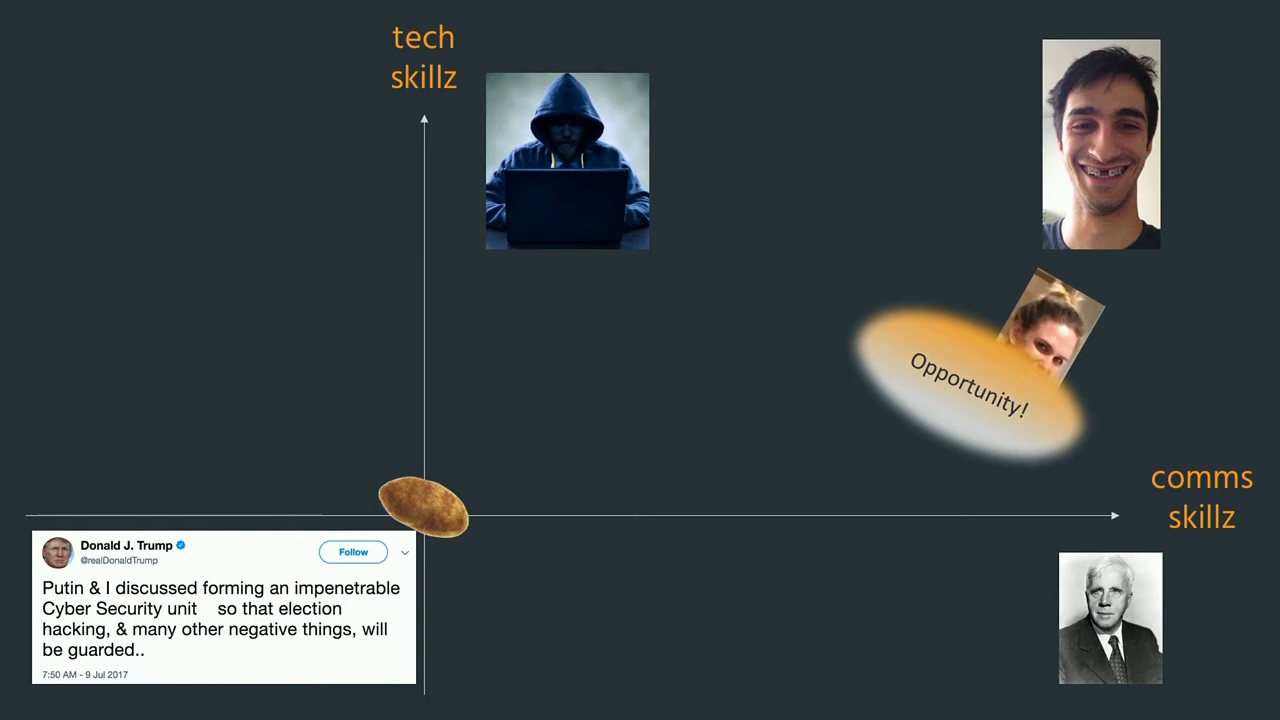 tech
skillz
Opportunity!
comms
skillz
Donald J. Trump
@realDonaldTrump
Follow
Putin & I discussed forming an impenetrable
Cyber Security unit so that election
hacking, & many other negative things, will
be guarded..
7:50 AM - 9 Jul 2017